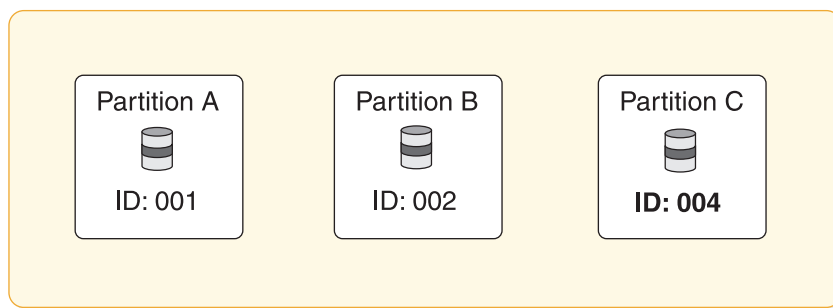 Partition A
ID: 001
Partition B
ID: 002
Partition C
ID: 004